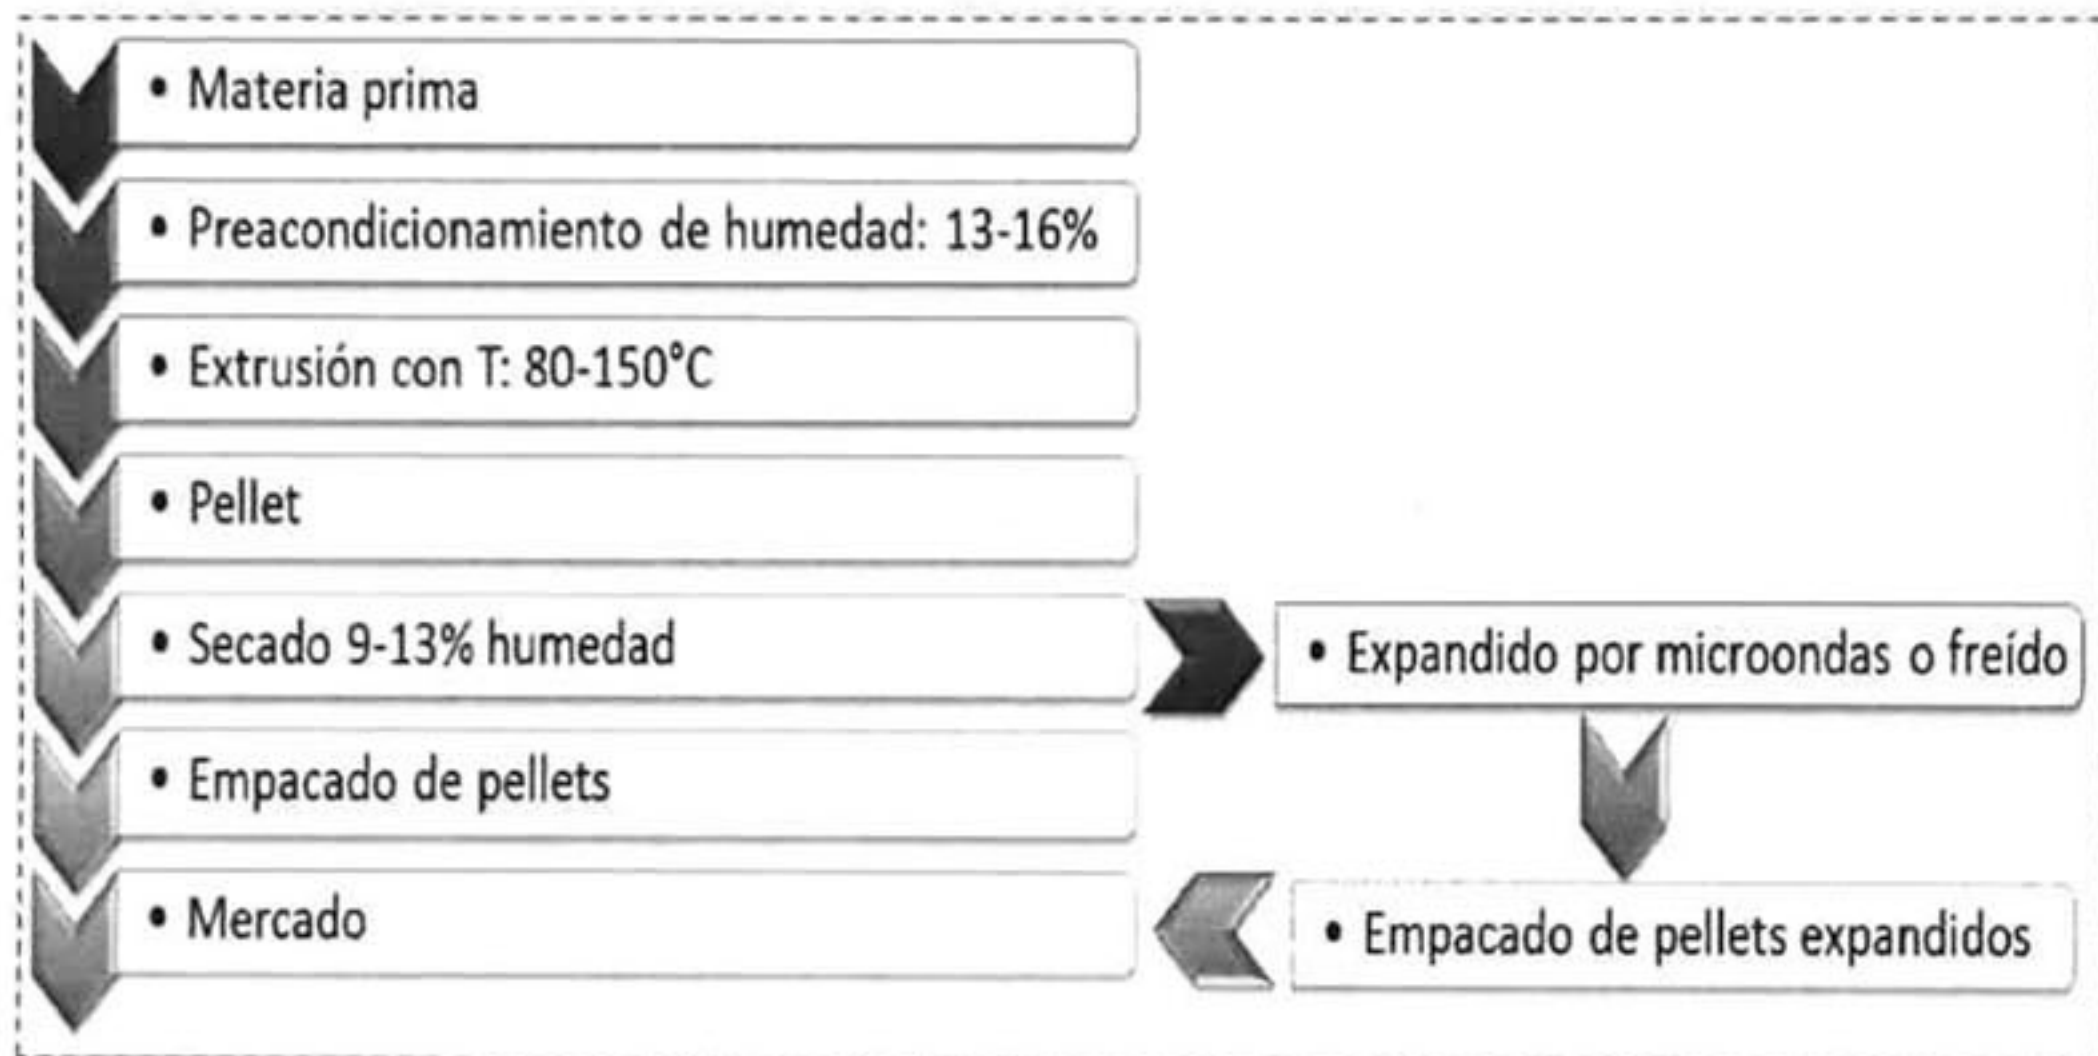 • Materia prima
• Preacondicionamiento de humedad: 13-16%
• Extrusión con T: 80-150°C
• Pellet
• Secado 9-13% humedad
• Expandido por microondas o freído
• Empacado de pellets
• Mercado
• Empacado de pellets expandidos